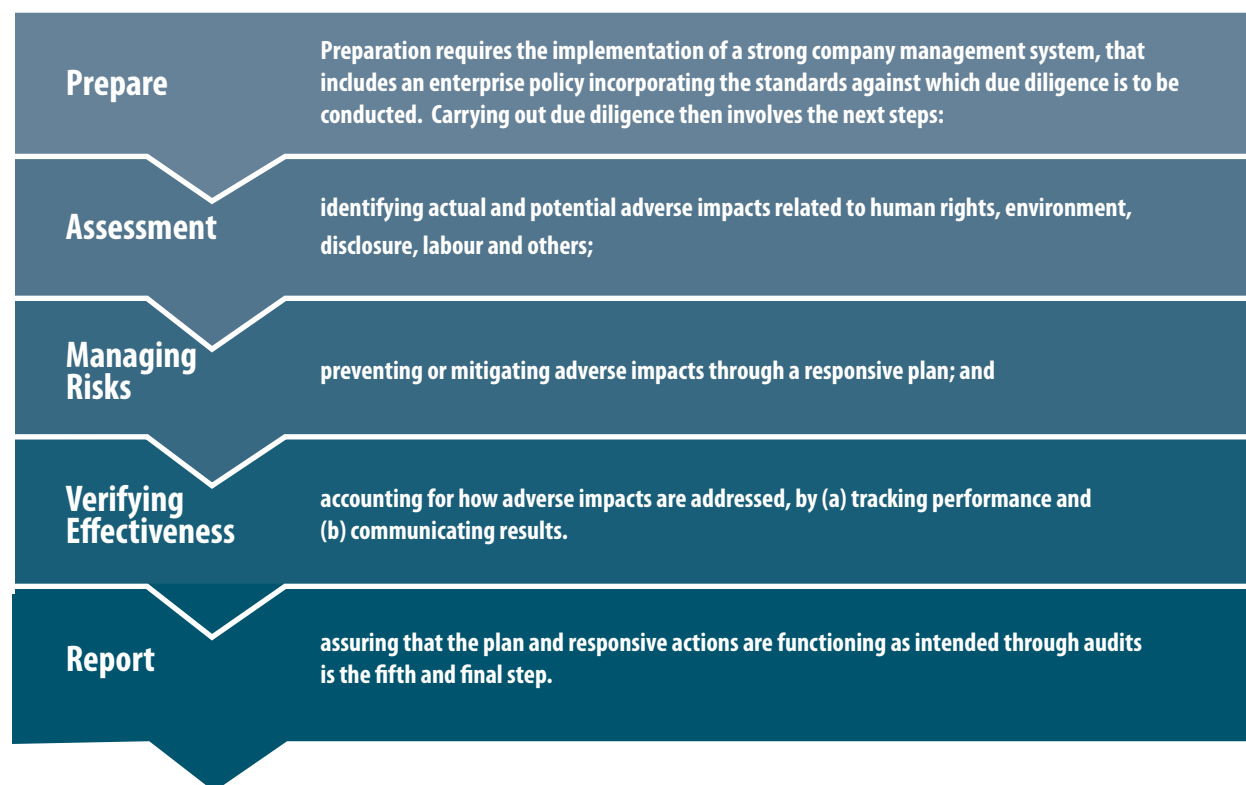 Prepare
Preparation requires the implementation of a strong company management system, that
includes an enterprise policy incorporating the standards against which due diligence is to be
conducted.  Carrying out due diligence then involves the next steps:
Assessment
identifying actual and potential adverse impacts related to human rights, environment,
disclosure, labour and others;
Managing
Risks
preventing or mitigating adverse impacts through a responsive plan; and
Verifying
Effectiveness
accounting for how adverse impacts are addressed, by (a) tracking performance and
(b) communicating results.
Report
assuring that the plan and responsive actions are functioning as intended through audits
is the fifth and final step.